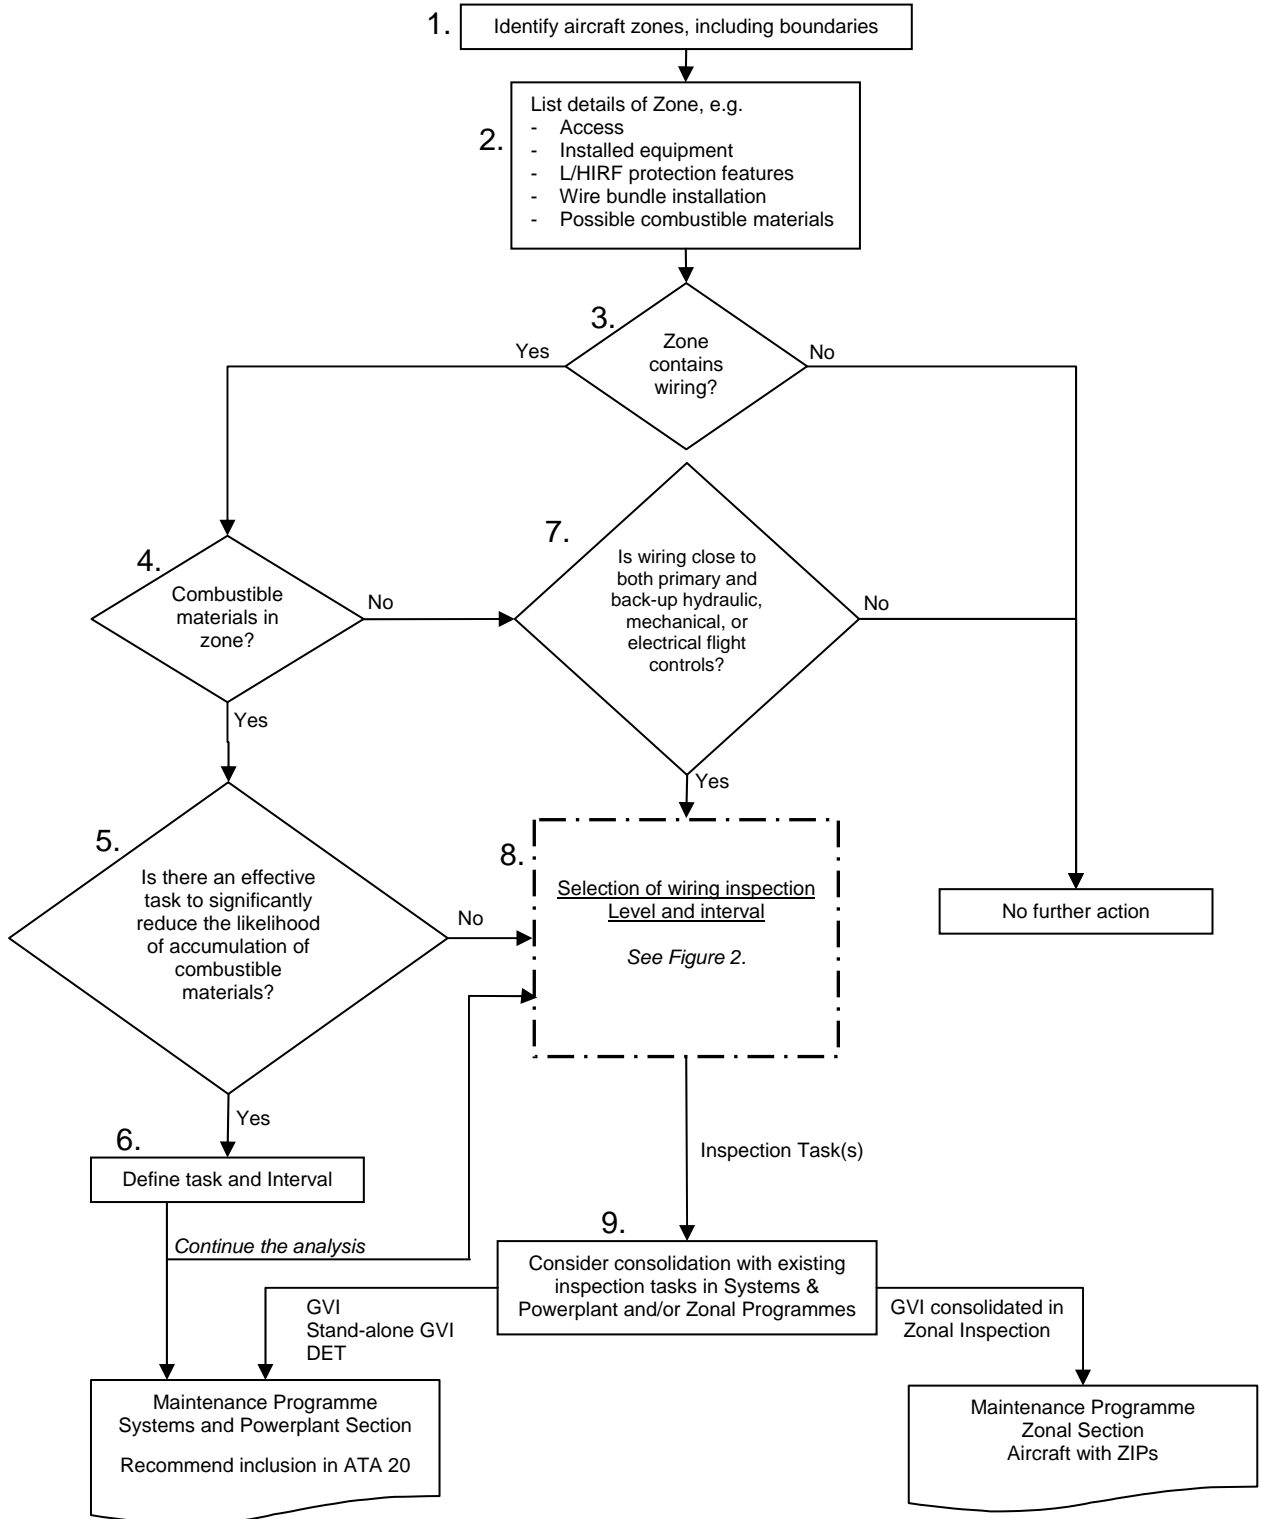 1.
Identify aircraft zones, including boundaries
2.
List details of Zone, e.g.
- Access
- Installed equipment
- L/HIRF protection features
- Wire bundle installation
- Possible combustible materials
3.
Zone
contains
wiring?
Yes
No
4.
Combustible
materials in
zone?
No
Yes
7.
Is wiring close to
both primary and
back-up hydraulic,
mechanical, or
electrical flight
controls?
No
Yes
5.
Is there an effective
task to significantly
reduce the likelihood
of accumulation of
combustible
materials?
No
Yes
8.
Selection of wiring inspection
Level and interval
See Figure 2.
No further action
6.
Define task and Interval
Continue the analysis
Inspection Task(s)
9.
Consider consolidation with existing
inspection tasks in Systems &
Powerplant and/or Zonal Programmes
GVI
Stand-alone GVI
DET
GVI consolidated in
Zonal Inspection
Maintenance Programme
Systems and Powerplant Section
Recommend inclusion in ATA 20
Maintenance Programme
Zonal Section
Aircraft with ZIPs